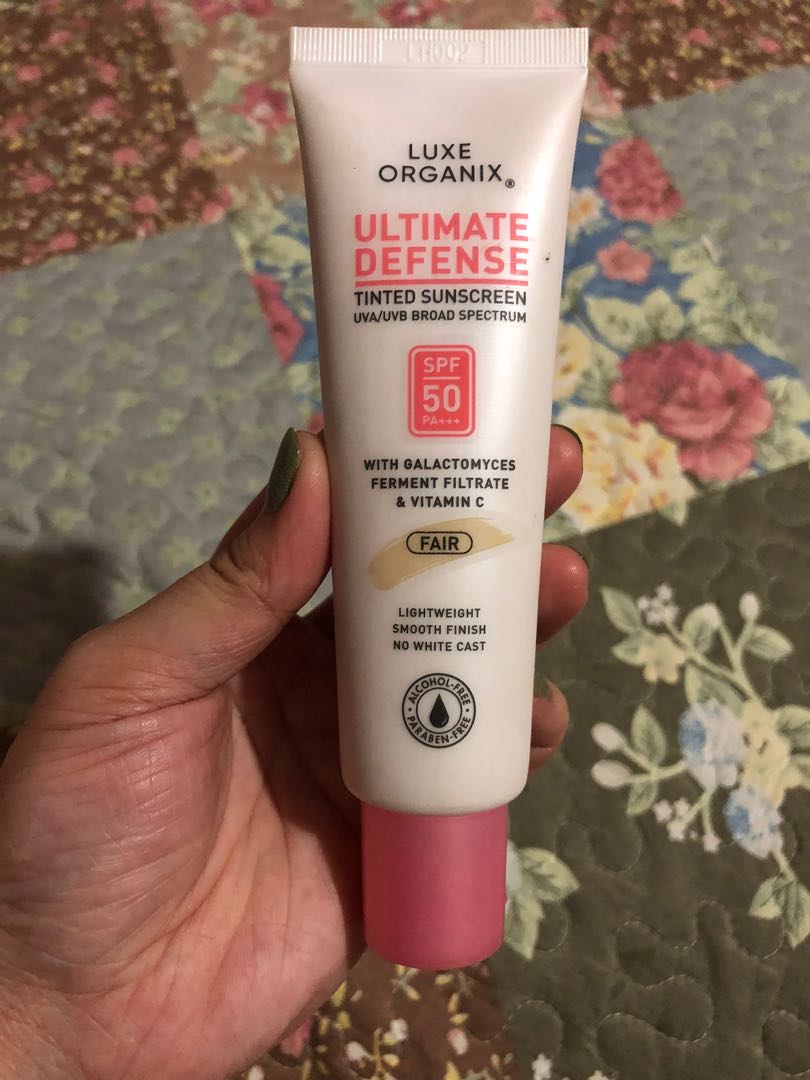 LUXE
ORGANIX®
ULTIMATE
DEFENSE
TINTED SUNSCREEN
UVA/UVB BROAD SPECTRUM
SPF
50
PA+++
WITH GALACTOMYCES
FERMENT FILTRATE
& VITAMIN C
FAIR
LIGHTWEIGHT
SMOOTH FINISH
NO WHITE CAST
ALCOHOL-FREE
PARABEN-FREE